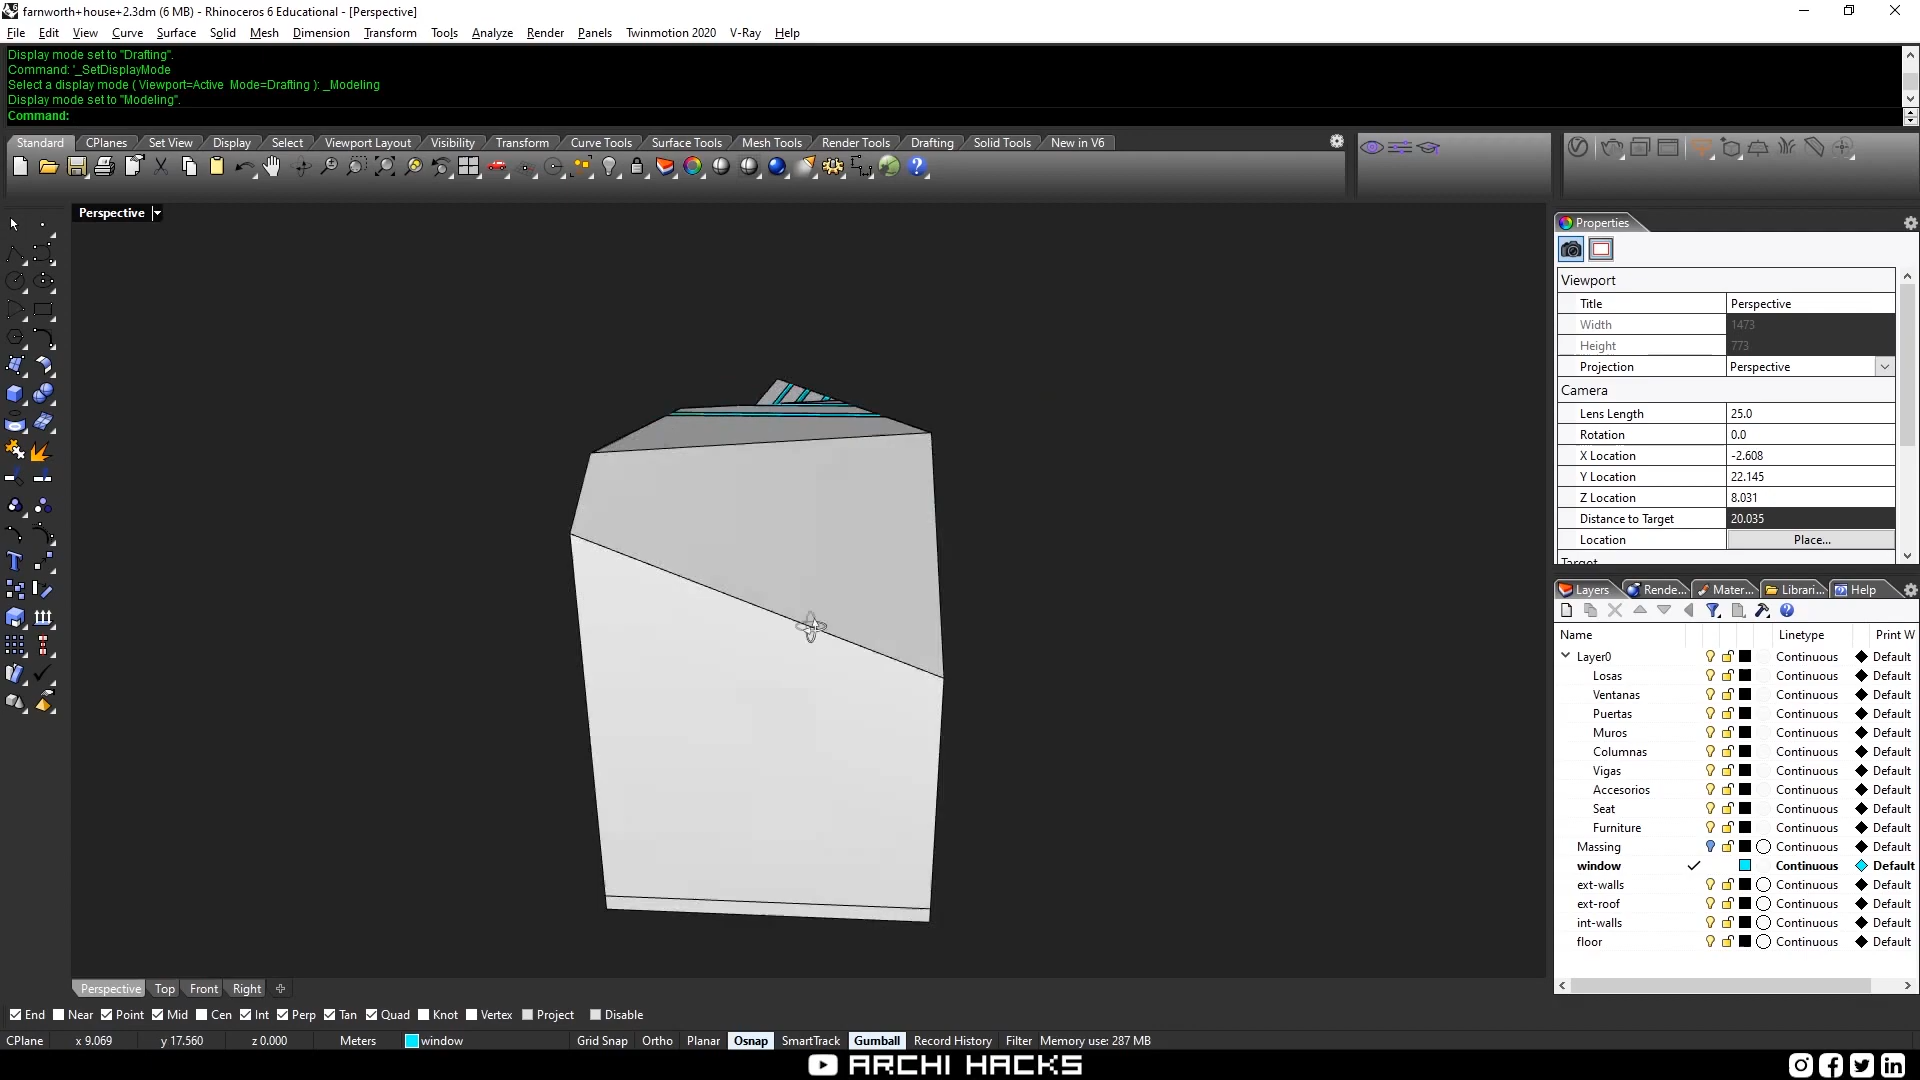 farnworth+house+2.3dm (6 MB) - Rhinoceros 6 Educational - [Perspective]
File Edit View Curve Surface Solid Mesh Dimension Transform Tools Analyze Render Panels Twinmotion 2020 V-Ray Help
Display mode set to "Drafting".
Command: '_SetDisplayMode
Select a display mode ( Viewport=Active  Mode=Drafting ): _Modeling
Display mode set to "Modeling".
Command:
Standard CPlanes Set View Display Select Viewport Layout Visibility Transform Curve Tools Surface Tools Mesh Tools Render Tools Drafting Solid Tools New in V6
Perspective
Properties
Viewport
Title Perspective
Width 1473
Height 773
Projection Perspective
Camera
Lens Length 25.0
Rotation 0.0
X Location -2.608
Y Location 22.145
Z Location 8.031
Distance to Target 20.035
Location Place...
Target
Layers Rende... Mater... Librari... Help
Name Linetype Print W
Layer0 Continuous Default
Losas Continuous Default
Ventanas Continuous Default
Puertas Continuous Default
Muros Continuous Default
Columnas Continuous Default
Vigas Continuous Default
Accesorios Continuous Default
Seat Continuous Default
Furniture Continuous Default
Massing Continuous Default
window Continuous Default
ext-walls Continuous Default
ext-roof Continuous Default
int-walls Continuous Default
floor Continuous Default
Perspective Top Front Right
End Near Point Mid Cen Int Perp Tan Quad Knot Vertex Project Disable
CPlane x 9.069 y 17.560 z 0.000 Meters window Grid Snap Ortho Planar Osnap SmartTrack Gumball Record History Filter Memory use: 287 MB
ARCHI HACKS